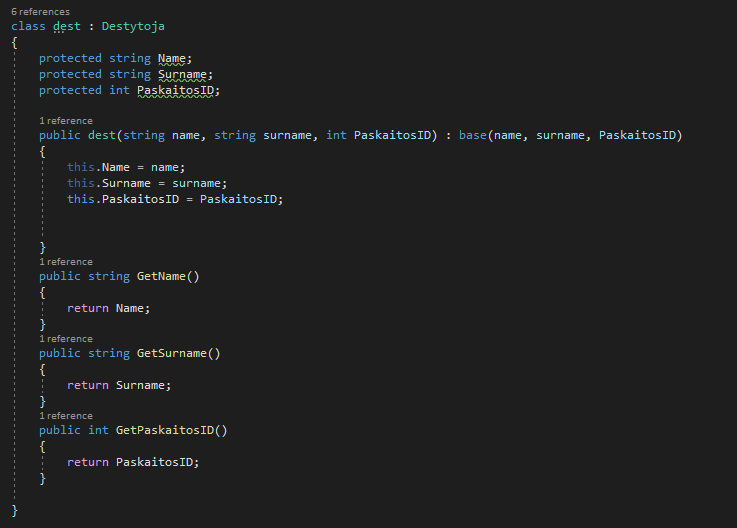 6 references
class dest : Destytoja
{
protected string Name;
protected string Surname;
protected int PaskaitosID;
1 reference
public dest(string name, string surname, int PaskaitosID) : base(name, surname, PaskaitosID)
{
this.Name = name;
this.Surname = surname;
this.PaskaitosID = PaskaitosID;
}
1 reference
public string GetName()
{
return Name;
}
1 reference
public string GetSurname()
{
return Surname;
}
1 reference
public int GetPaskaitosID()
{
return PaskaitosID;
}
}